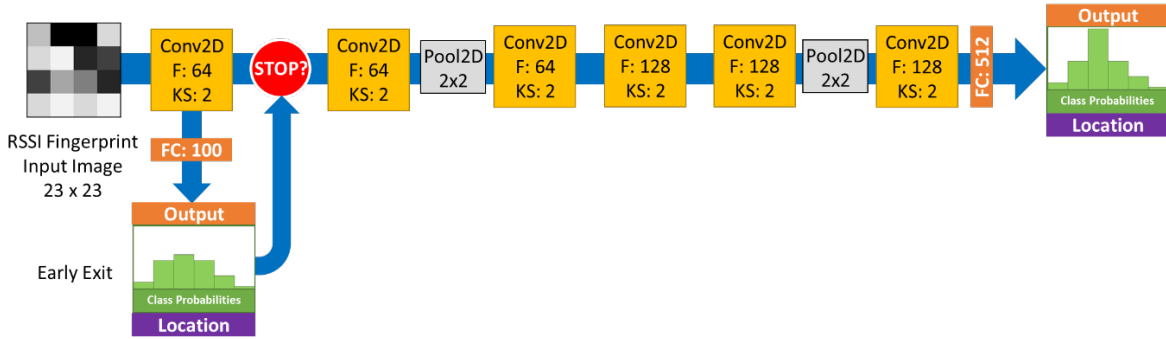 RSSI Fingerprint
Input Image
23 x 23
Conv2D
F: 64
KS: 2
FC: 100
Output
Class Probabilities
Location
Early Exit
STOP?
Conv2D
F: 64
KS: 2
Pool2D
2x2
Conv2D
F: 64
KS: 2
Conv2D
F: 128
KS: 2
Conv2D
F: 128
KS: 2
Pool2D
2x2
Conv2D
F: 128
KS: 2
FC: 512
Output
Class Probabilities
Location